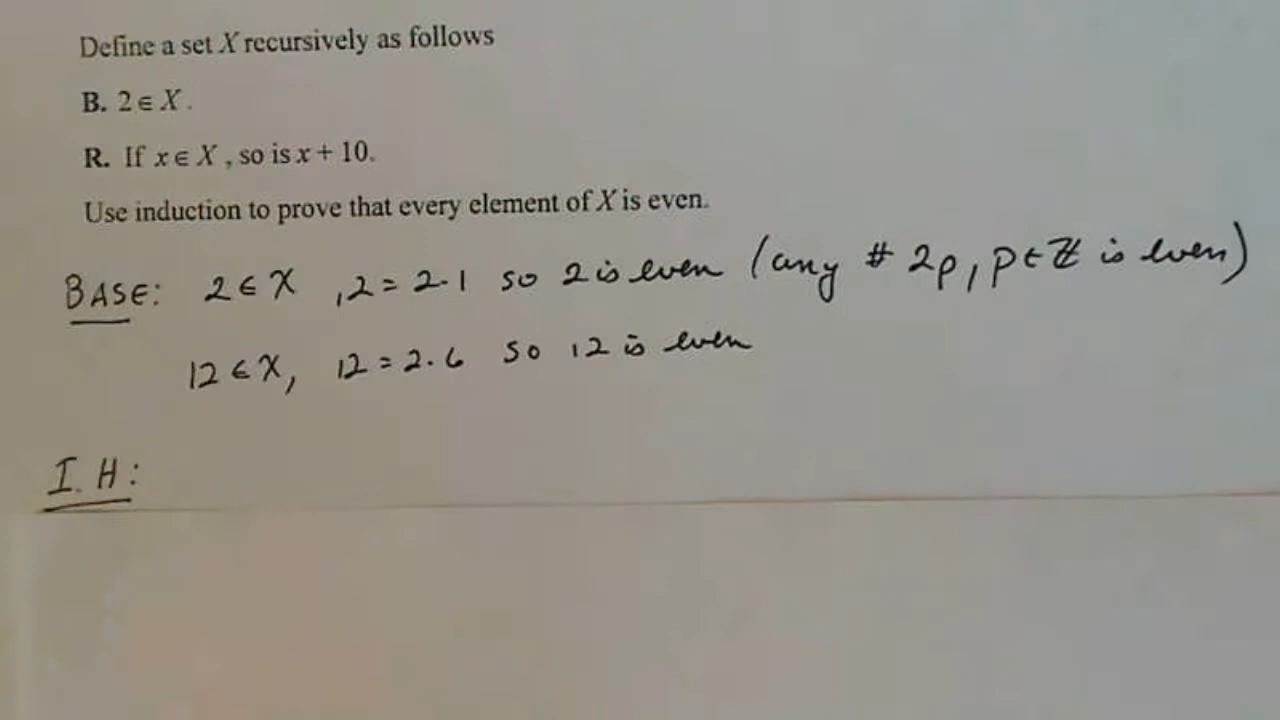 Define a set X recursively as follows
B. 2 ∈ X.
R. If x ∈ X, so is x + 10.
Use induction to prove that every element of X is even.
BASE: 2 ∈ X, 2 = 2·1 so 2 is even (any # 2p, p ∈ ℤ is even)
12 ∈ X, 12 = 2·6 so 12 is even
I.H: